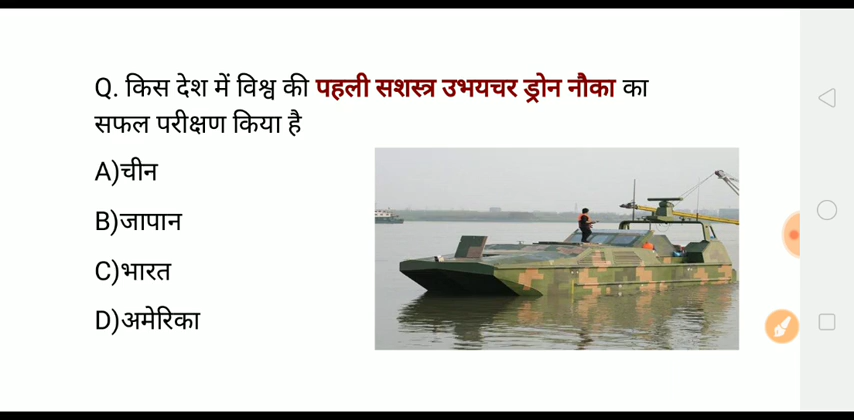 Q. किस देश में विश्व की पहली सशस्त्र उभयचर ड्रोन नौका का
सफल परीक्षण किया है
A)चीन
B)जापान
C)भारत
D)अमेरिका